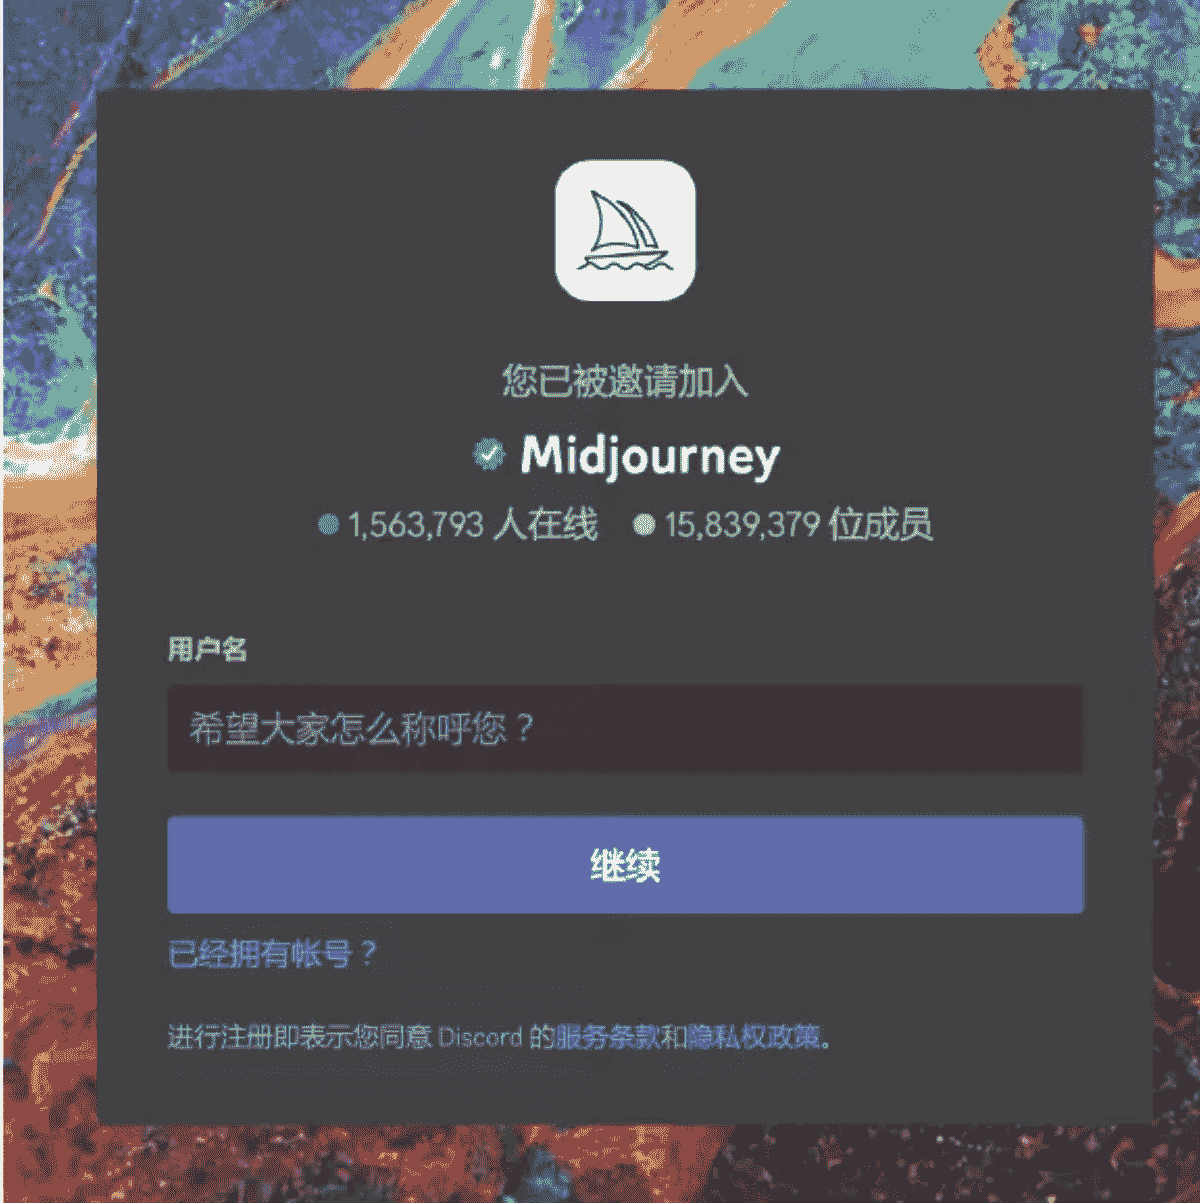 您已被邀请加入
Midjourney
1,563,793 人在线 15,839,379 位成员
用户名
希望大家怎么称呼您？
继续
已经拥有帐号？
进行注册即表示您同意 Discord 的服务条款和隐私权政策。